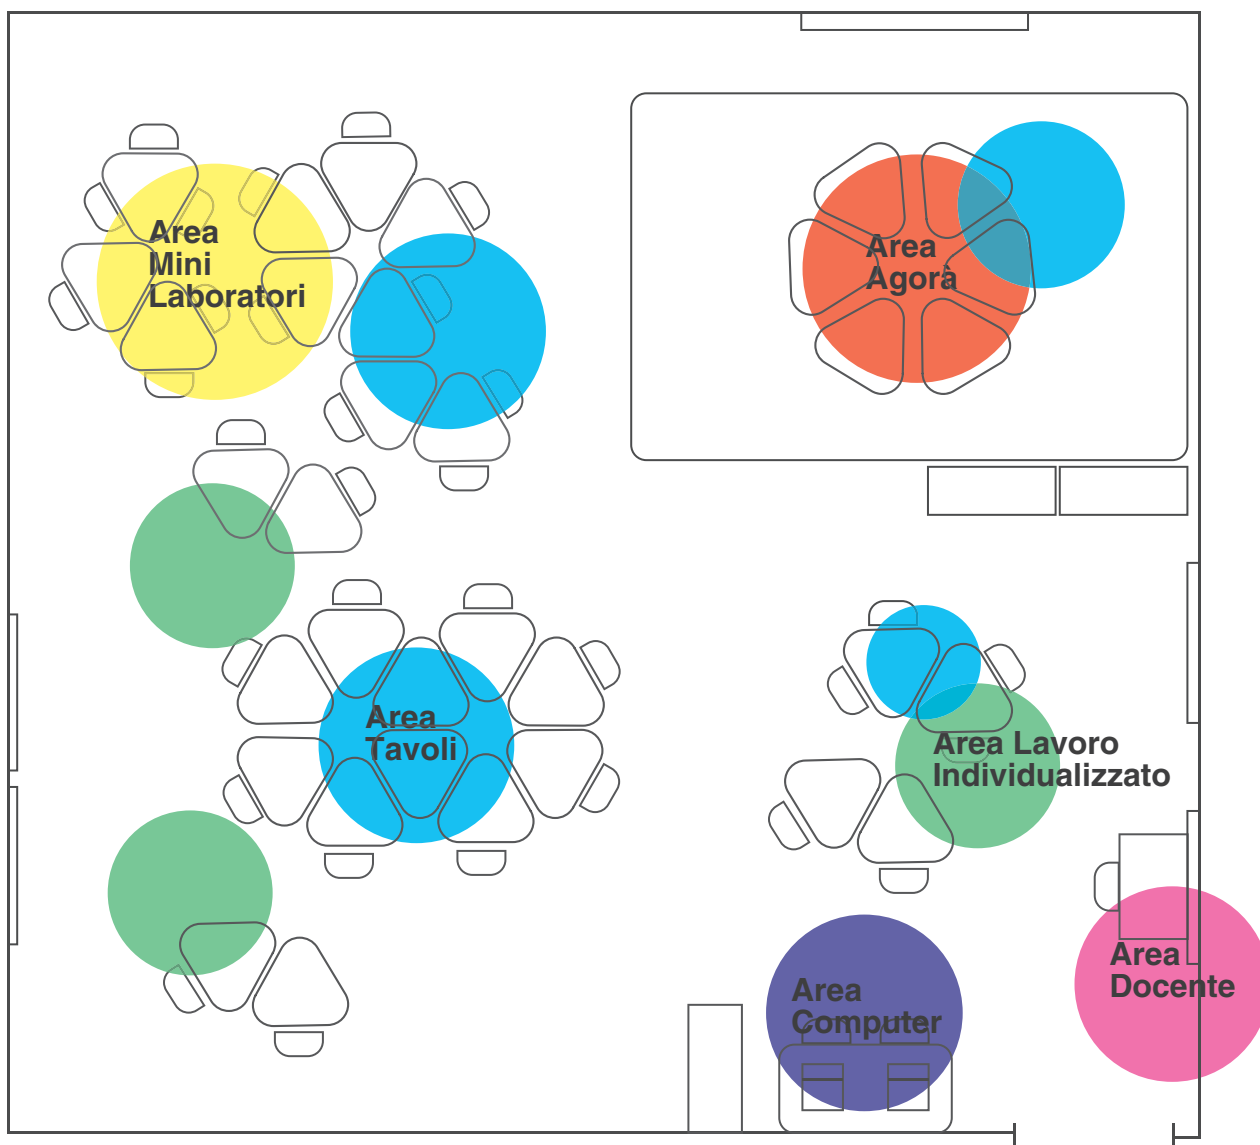 Area
Mini
Laboratori
Area
Agorà
Area
Tavoli
Area Lavoro
Individualizzato
Area
Docente
Area
Computer